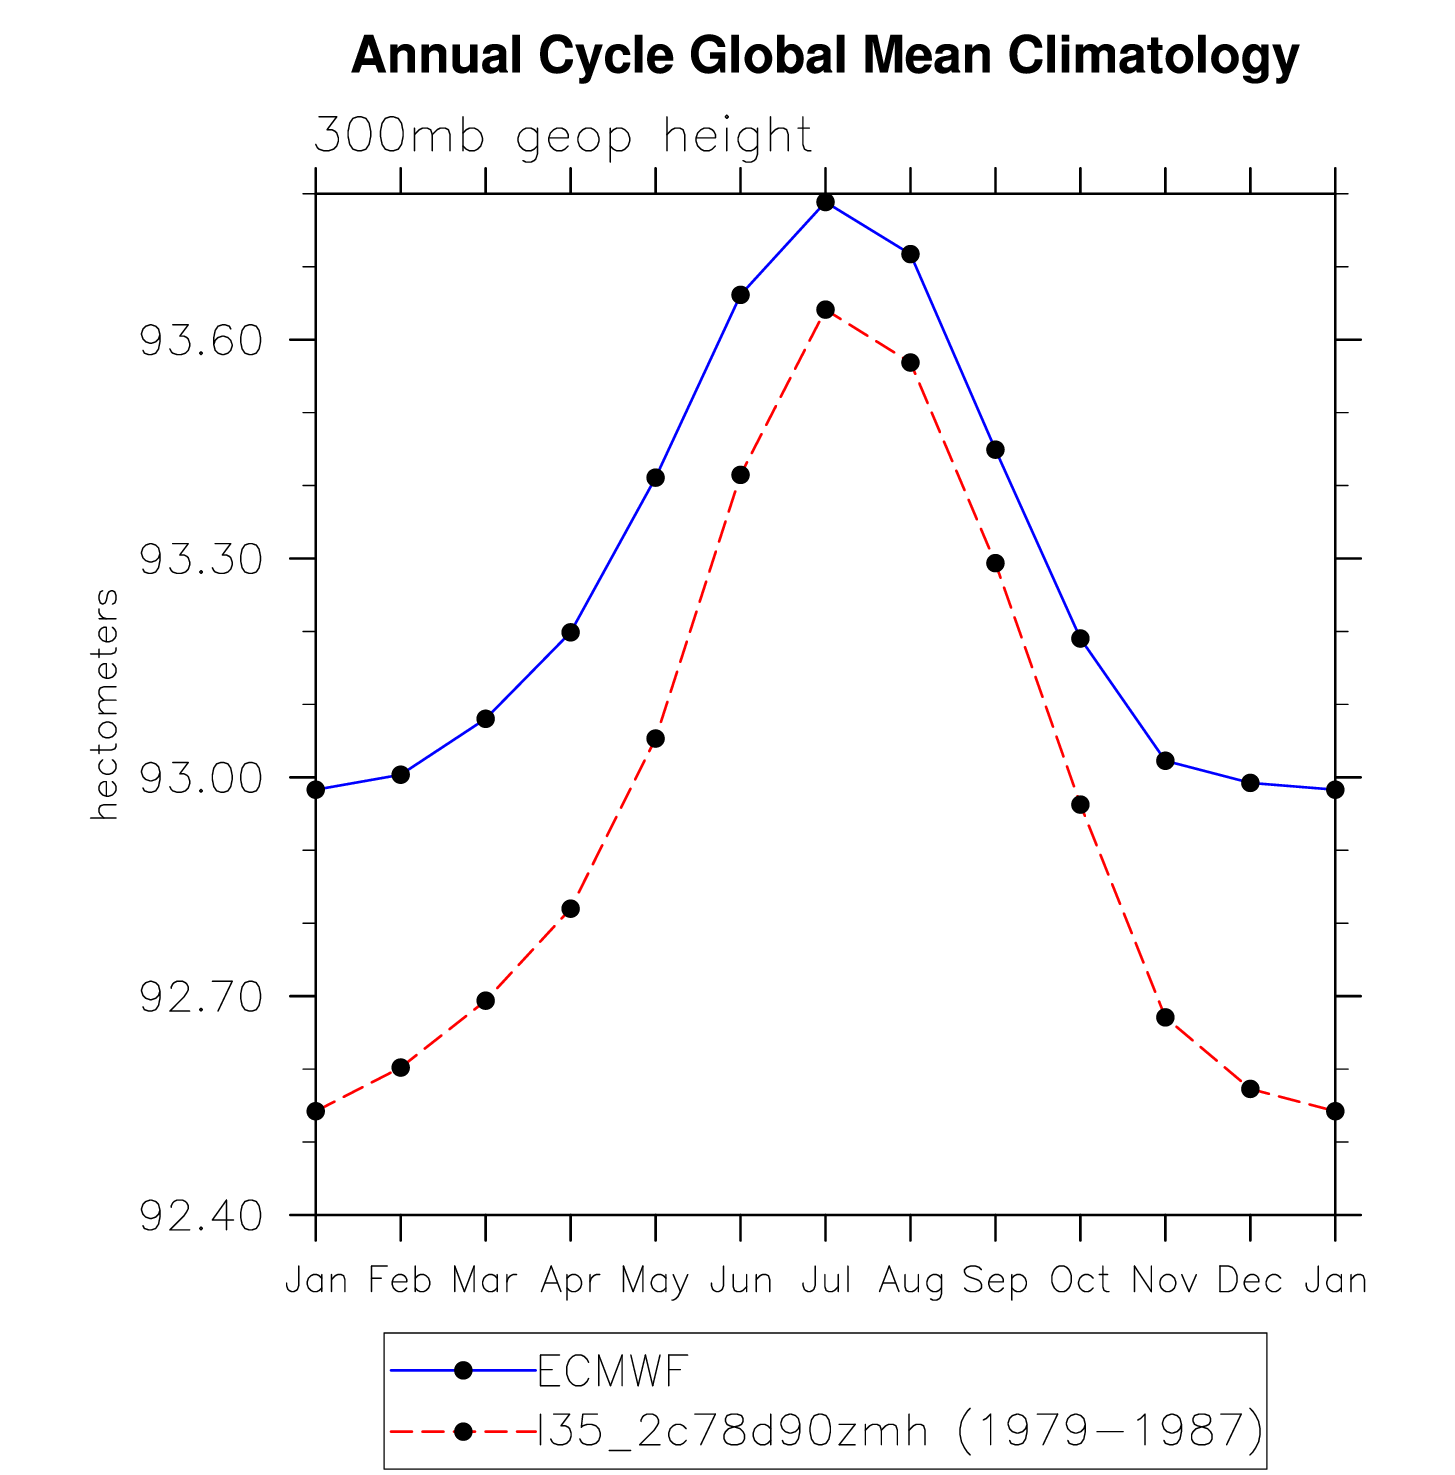 Annual Cycle Global Mean Climatology
300mb geop height
93.60
93.30
93.00
92.70
92.40
hectometers
Jan Feb Mar Apr May Jun Jul Aug Sep Oct Nov Dec Jan
ECMWF
I35_2c78d90zmh (1979-1987)